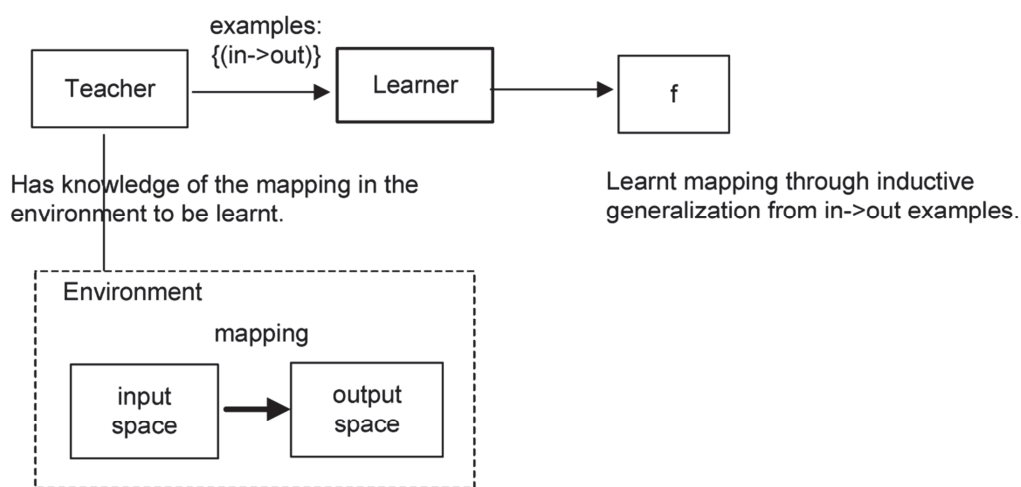 examples:
{(in->out)}
Teacher
Learner
f
Has knowledge of the mapping in the
environment to be learnt.
Learnt mapping through inductive
generalization from in->out examples.
Environment
mapping
input
space
output
space